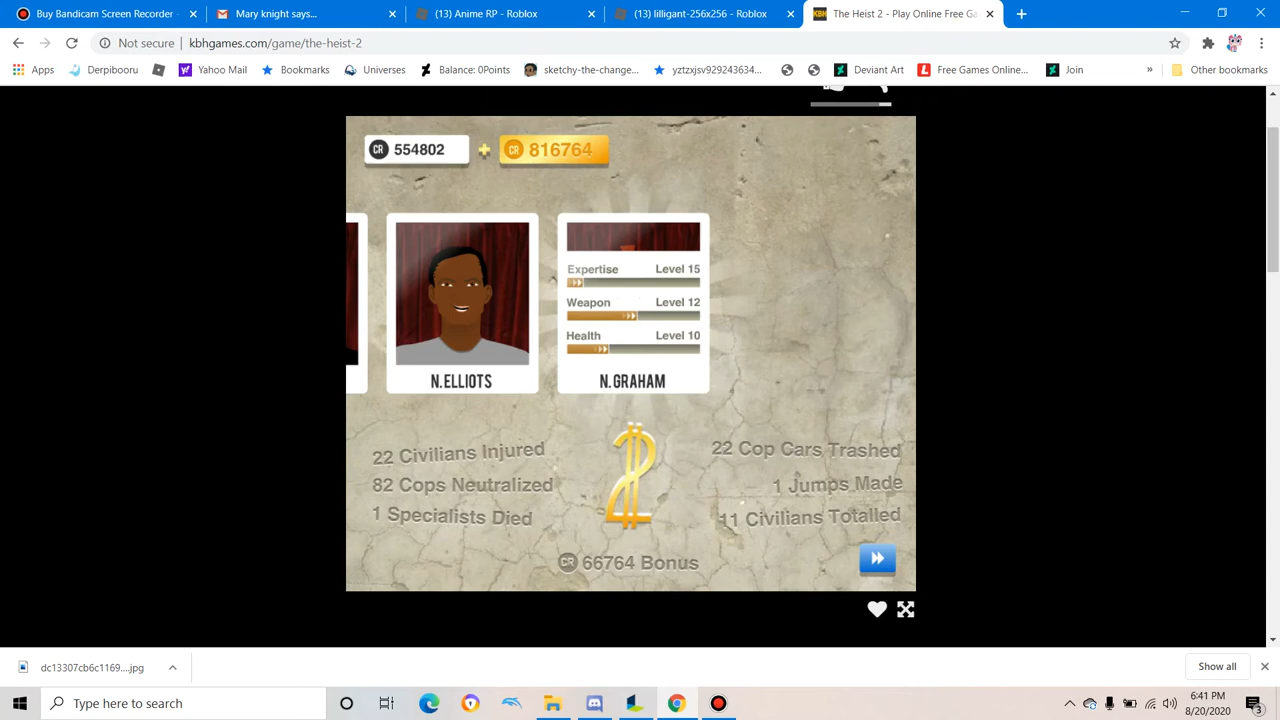 Buy Bandicam Screen Recorder
Mary knight says...
(13) Anime RP - Roblox
(13) lilligant-256x256 - Roblox
KBH
The Heist 2 - Play Online Free Ga
Not secure
kbhgames.com/game/the-heist-2
Apps
Derpibooru
Yahoo Mail
Bookmarks
Universes
Balance: 0Points
sketchy-the-change...
yztzxjsv929243634...
Deviant Art
Free Games Online...
Join
»
Other bookmarks
CR 554802 + CR 816764
Expertise Level 15
Weapon Level 12
Health Level 10
N. ELLIOTS
N. GRAHAM
22 Civilians Injured
82 Cops Neutralized
1 Specialists Died
2
22 Cop Cars Trashed
1 Jumps Made
11 Civilians Totalled
CR 66764 Bonus
dc13307cb6c1169....jpg
Show all
Type here to search
6:41 PM
8/20/2020
3